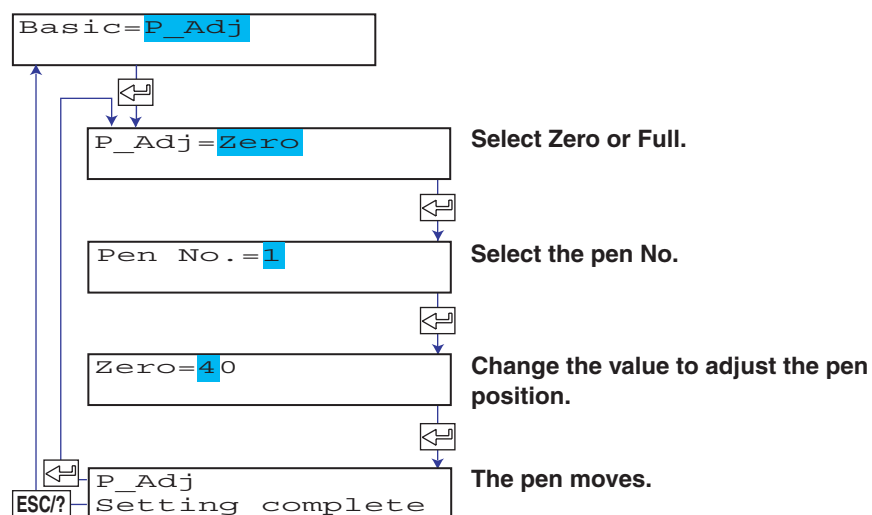 Basic=P_Adj
P_Adj=Zero
Select Zero or Full.
Pen No.=1
Select the pen No.
Zero=40
Change the value to adjust the pen
position.
P_Adj
Setting complete
The pen moves.
ESC/?